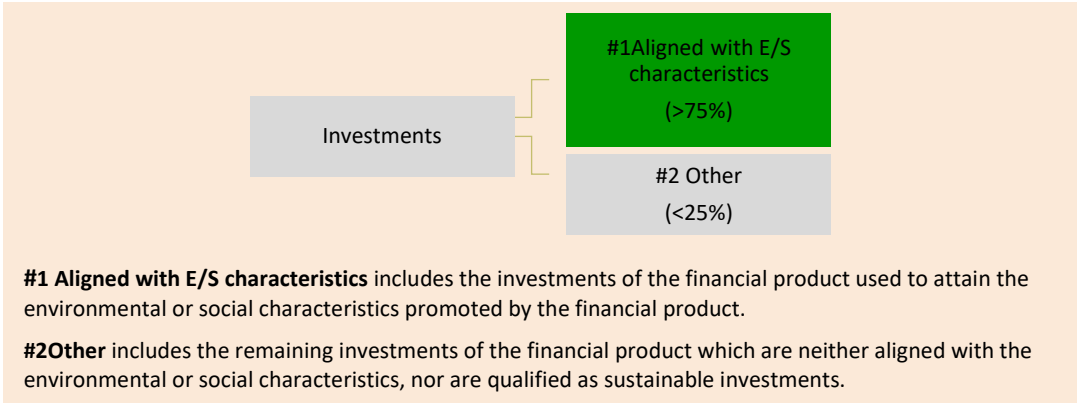 #1Aligned with E/S
characteristics
(>75%)
Investments
#2 Other
(<25%)
#1 Aligned with E/S characteristics includes the investments of the financial product used to attain the
environmental or social characteristics promoted by the financial product.
#2Other includes the remaining investments of the financial product which are neither aligned with the
environmental or social characteristics, nor are qualified as sustainable investments.